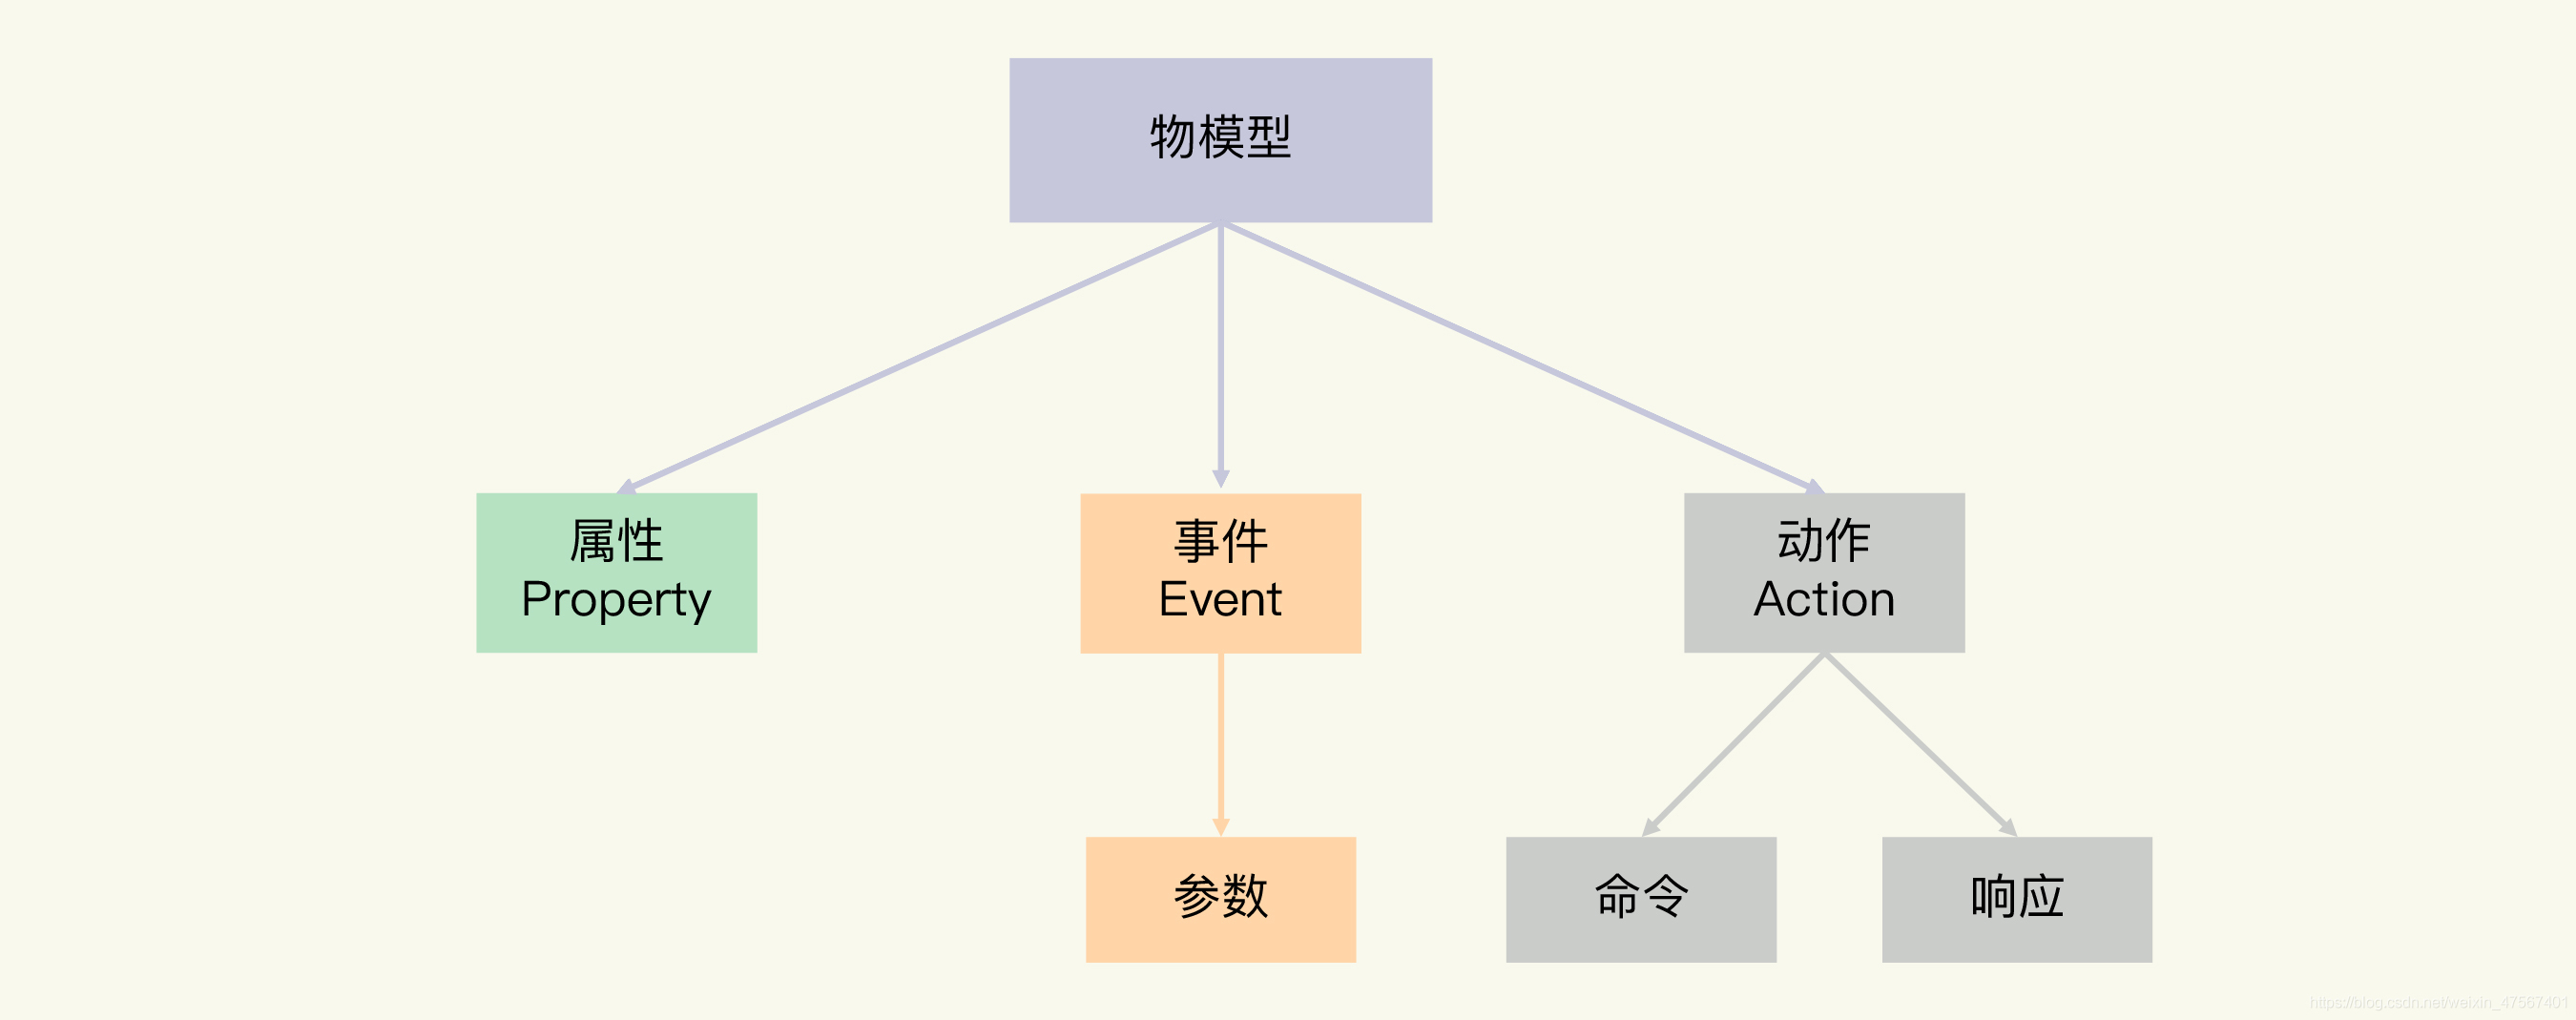 物模型
属性
Property
事件
Event
动作
Action
参数
命令
响应
https://blog.csdn.net/weixin_47567401